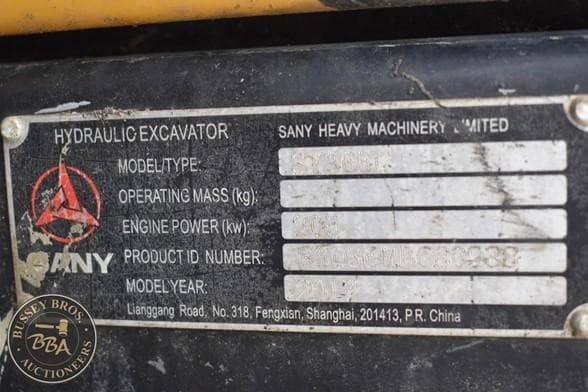 HYDRAULIC EXCAVATOR
SANY HEAVY MACHINERY LIMITED
MODEL/TYPE:
OPERATING MASS (kg):
ENGINE POWER (kw):
SANY
PRODUCT ID NUMBER:
MODEL YEAR:
Lianggang Road, No. 318, Fengxian, Shanghai, 201413, P.R. China
BUSSEY BROS.
BBA
AUCTIONEERS